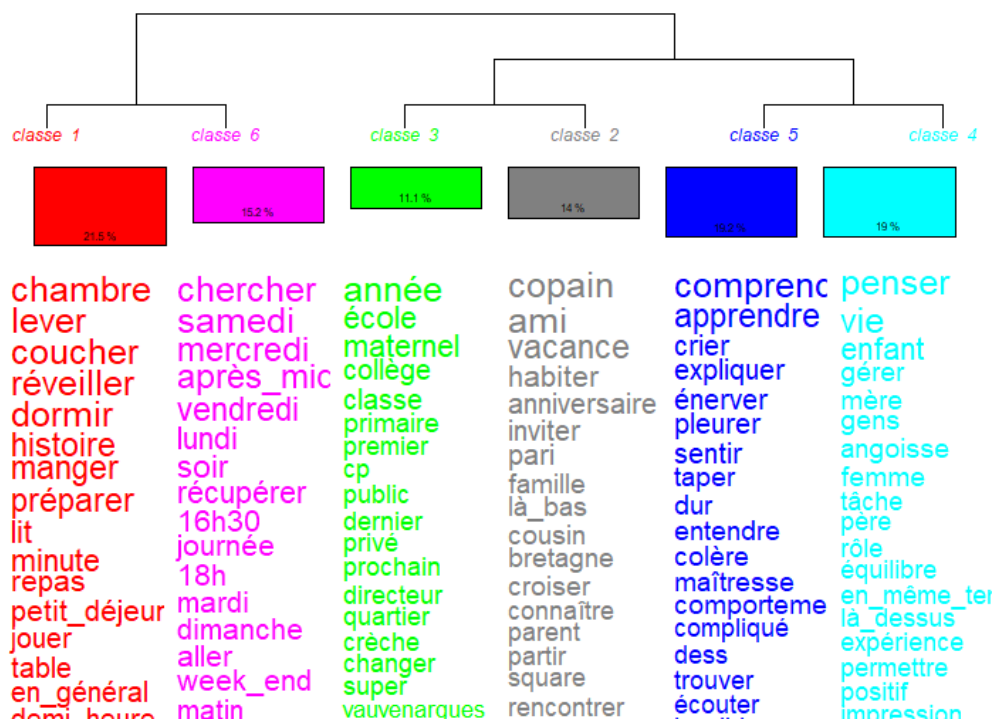 classe 1
classe 6
classe 3
classe 2
classe 5
classe 4
21.5 %
15.2 %
11.1 %
14 %
19.2 %
19 %
chambre
lever
coucher
réveiller
dormir
histoire
manger
préparer
lit
minute
repas
petit_déjeur
jouer
table
en_général
demi_heure
chercher
samedi
mercredi
après_mic
vendredi
lundi
soir
récupérer
16h30
journée
18h
mardi
dimanche
aller
week_end
matin
année
école
maternel
collège
classe
primaire
premier
cp
public
dernier
privé
prochain
directeur
quartier
crèche
changer
super
vauvenargues
copain
ami
vacance
habiter
anniversaire
inviter
pari
famille
là_bas
cousin
bretagne
croiser
connaître
parent
partir
square
rencontrer
comprenc
apprendre
crier
expliquer
énerver
pleurer
sentir
taper
dur
entendre
colère
maîtresse
comporteme
compliqué
dess
trouver
écouter
penser
vie
enfant
gérer
mère
gens
angoisse
femme
tâche
père
rôle
équilibre
en_même_ter
là_dessus
expérience
permettre
positif
impression